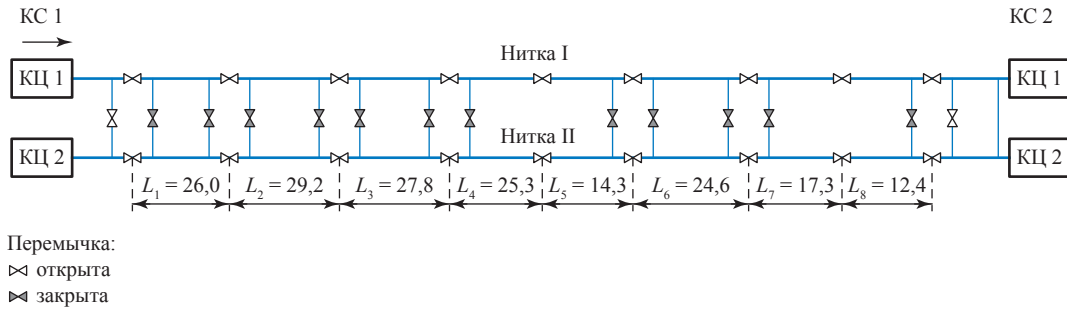 КС 1
КС 2
Нитка I
КЦ 1
КЦ 1
Нитка II
КЦ 2
КЦ 2
L₁ = 26,0 L₂ = 29,2 L₃ = 27,8 L₄ = 25,3 L₅ = 14,3 L₆ = 24,6 L₇ = 17,3 L₈ = 12,4
Перемычка:
открыта
закрыта